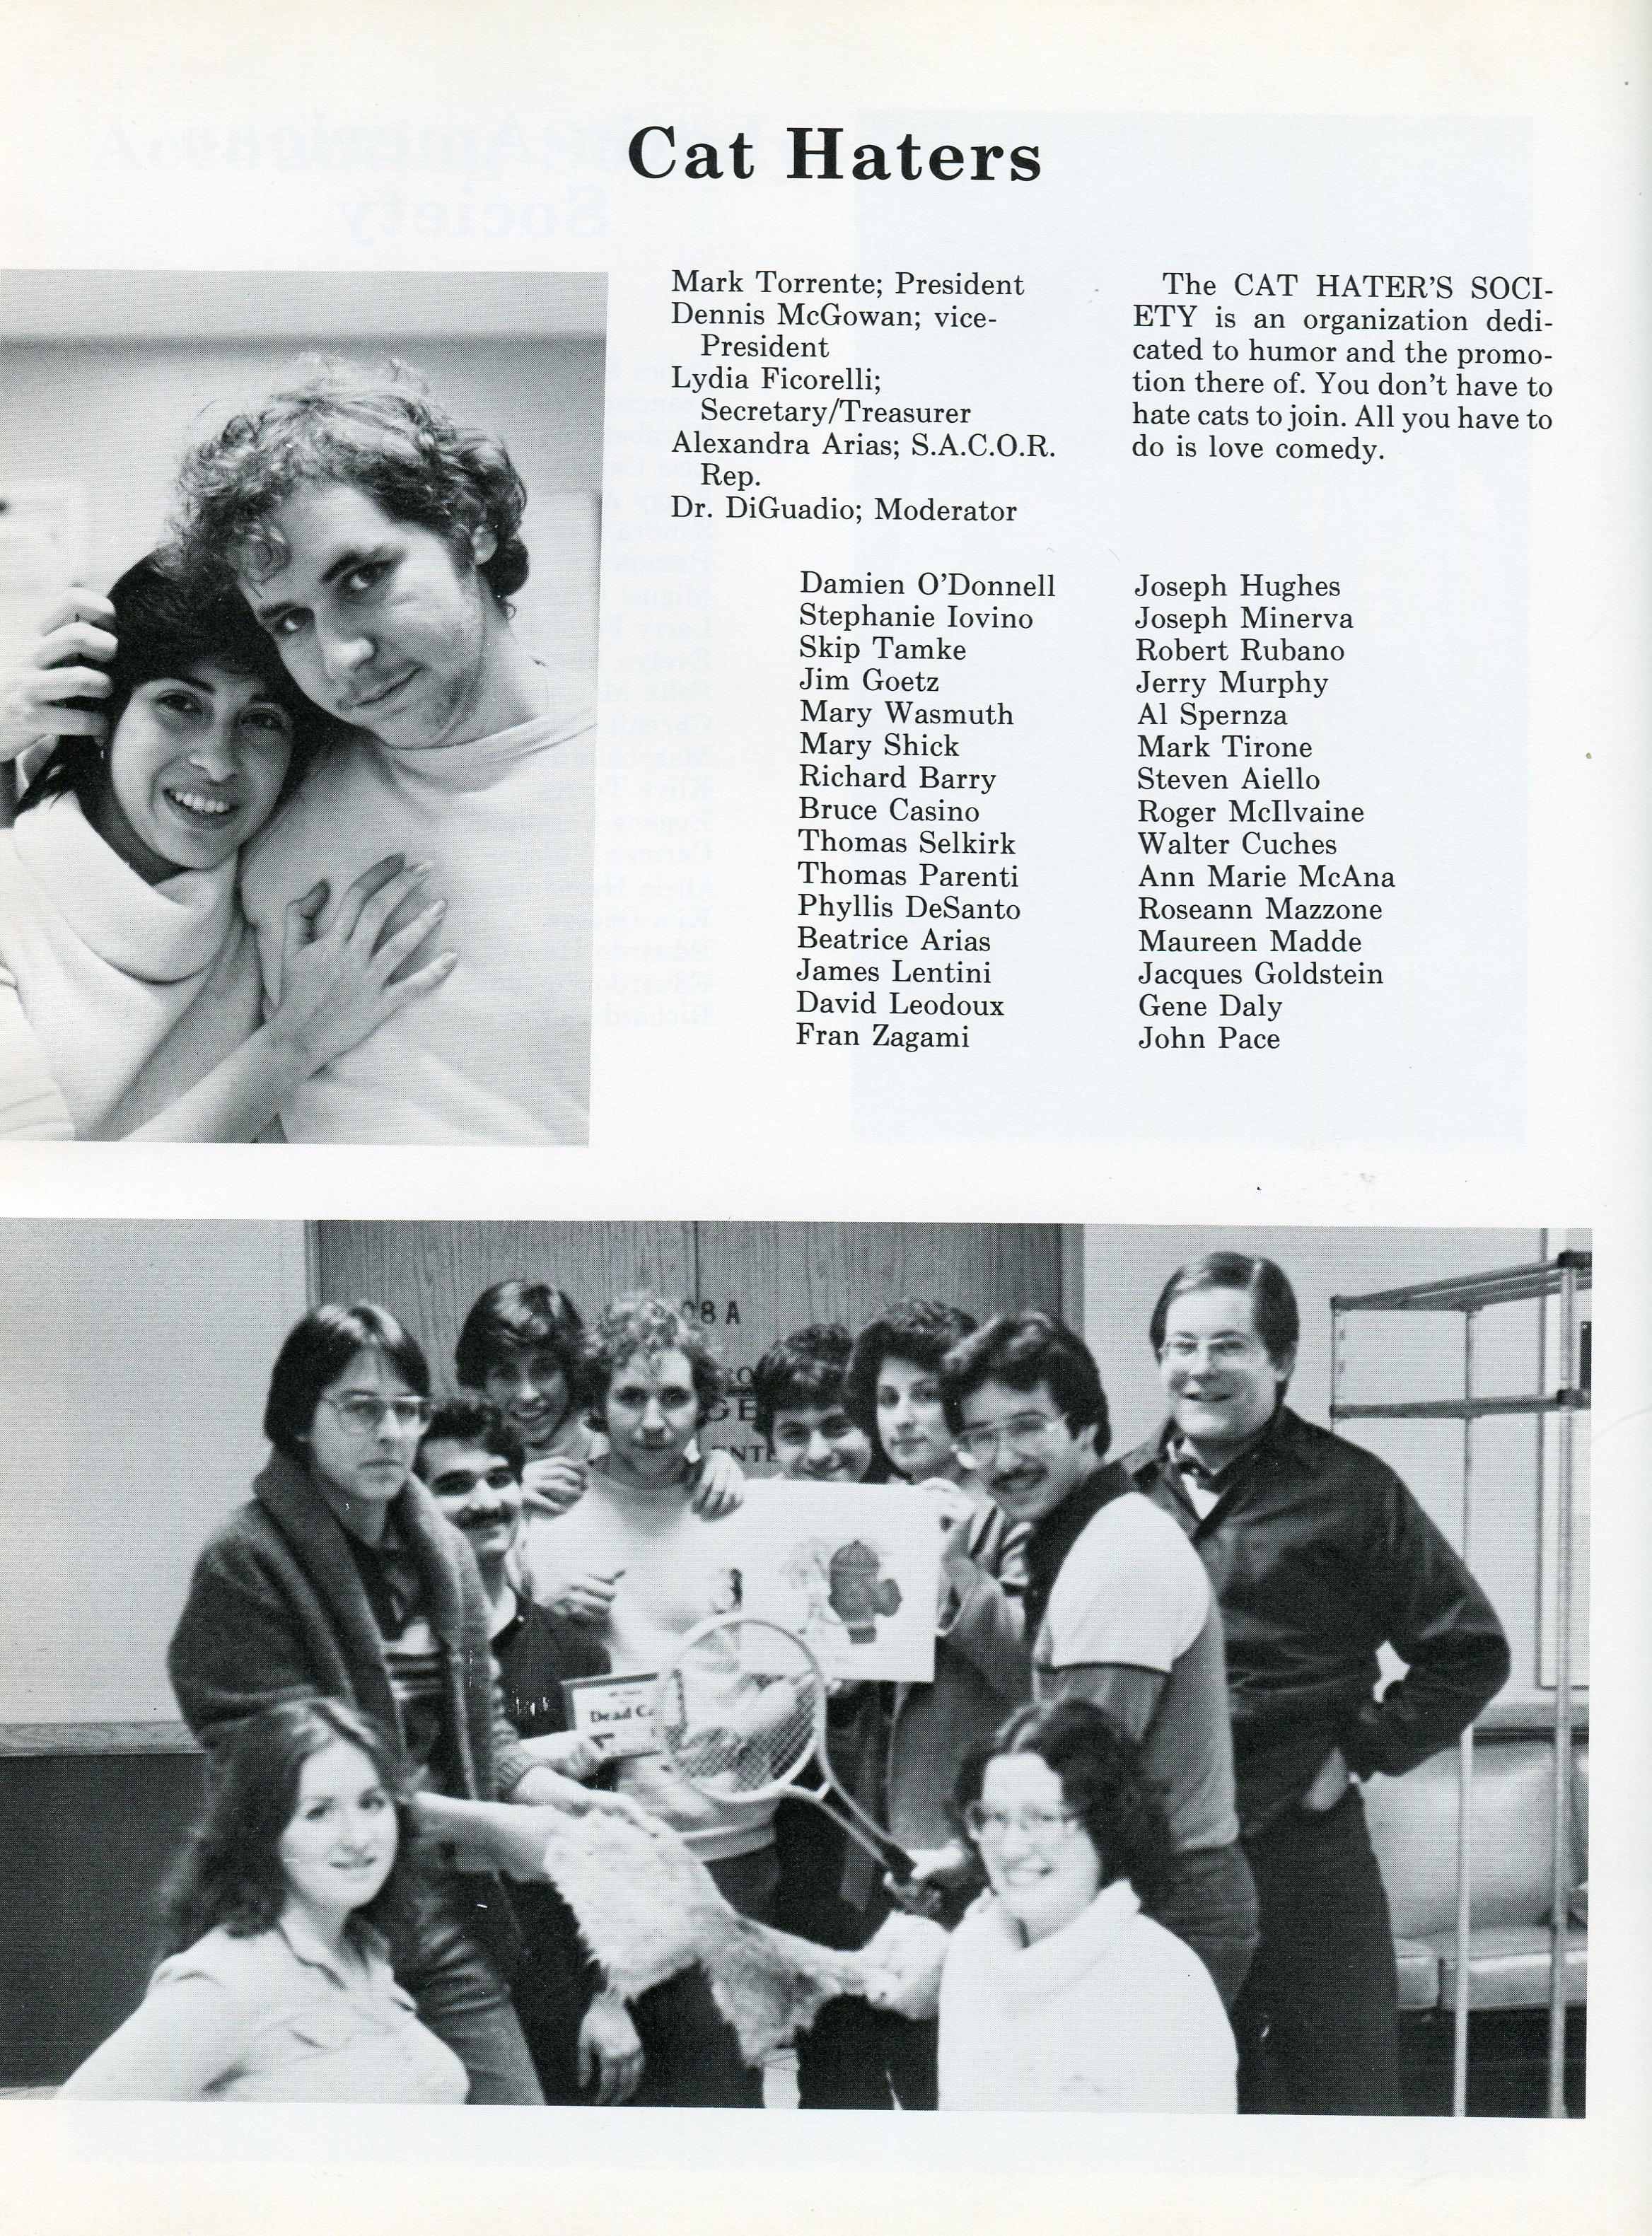 Cat Haters
Mark Torrente; President
Dennis McGowan; vice-
President
Lydia Ficorelli;
Secretary/Treasurer
Alexandra Arias; S.A.C.O.R.
Rep.
Dr. DiGuadio; Moderator
The CAT HATER'S SOCI-
ETY is an organization dedi-
cated to humor and the promo-
tion there of. You don't have to
hate cats to join. All you have to
do is love comedy.
Damien O'Donnell
Stephanie Iovino
Skip Tamke
Jim Goetz
Mary Wasmuth
Mary Shick
Richard Barry
Bruce Casino
Thomas Selkirk
Thomas Parenti
Phyllis DeSanto
Beatrice Arias
James Lentini
David Leodoux
Fran Zagami
Joseph Hughes
Joseph Minerva
Robert Rubano
Jerry Murphy
Al Spernza
Mark Tirone
Steven Aiello
Roger McIlvaine
Walter Cuches
Ann Marie McAna
Roseann Mazzone
Maureen Madde
Jacques Goldstein
Gene Daly
John Pace
8 A
Dead